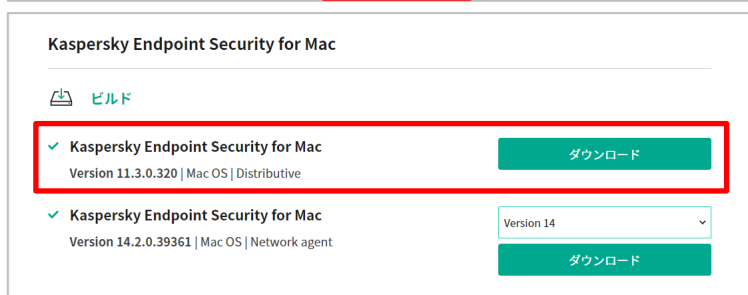 Kaspersky Endpoint Security for Mac
ビルド
Kaspersky Endpoint Security for Mac
ダウンロード
Version 11.3.0.320 | Mac OS | Distributive
Kaspersky Endpoint Security for Mac
Version 14
Version 14.2.0.39361 | Mac OS | Network agent
ダウンロード